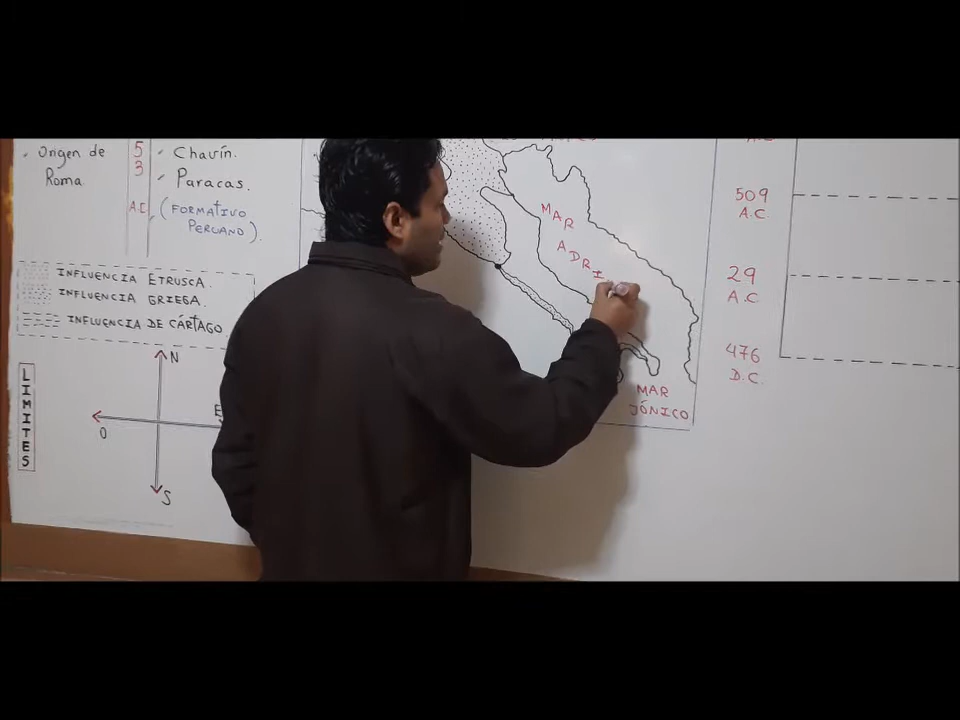 Origen de
Roma.
5
3
A.C
Chavín.
Paracas.
(FORMATIVO
PERUANO).
INFLUENCIA ETRUSCA.
INFLUENCIA GRIEGA.
INFLUENCIA DE CÁRTAGO.
LIMITES
N
O
E
S
MAR
ADRI
MAR
JÓNICO
509
A.C.
29
A.C.
476
D.C.